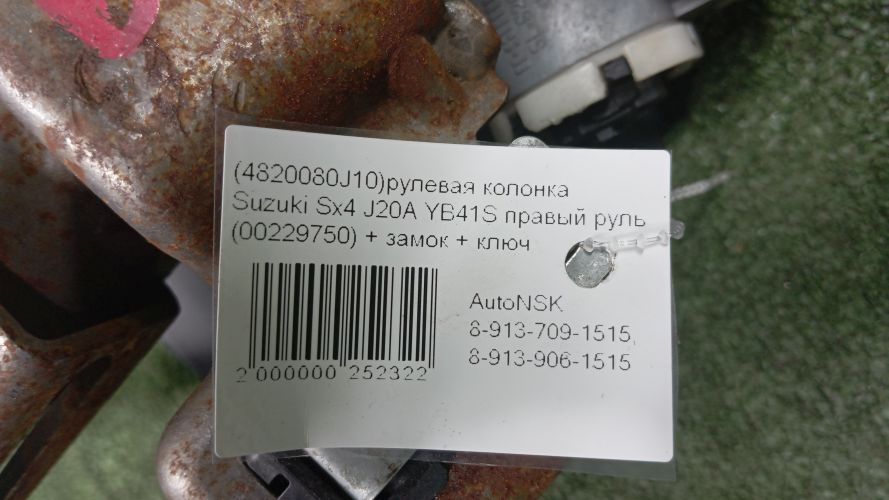 (4820080J10)рулевая колонка
Suzuki Sx4 J20A YB41S правый руль
(00229750) + замок + ключ
AutoNSK
8-913-709-1515,
8-913-906-1515
2 000000 252322